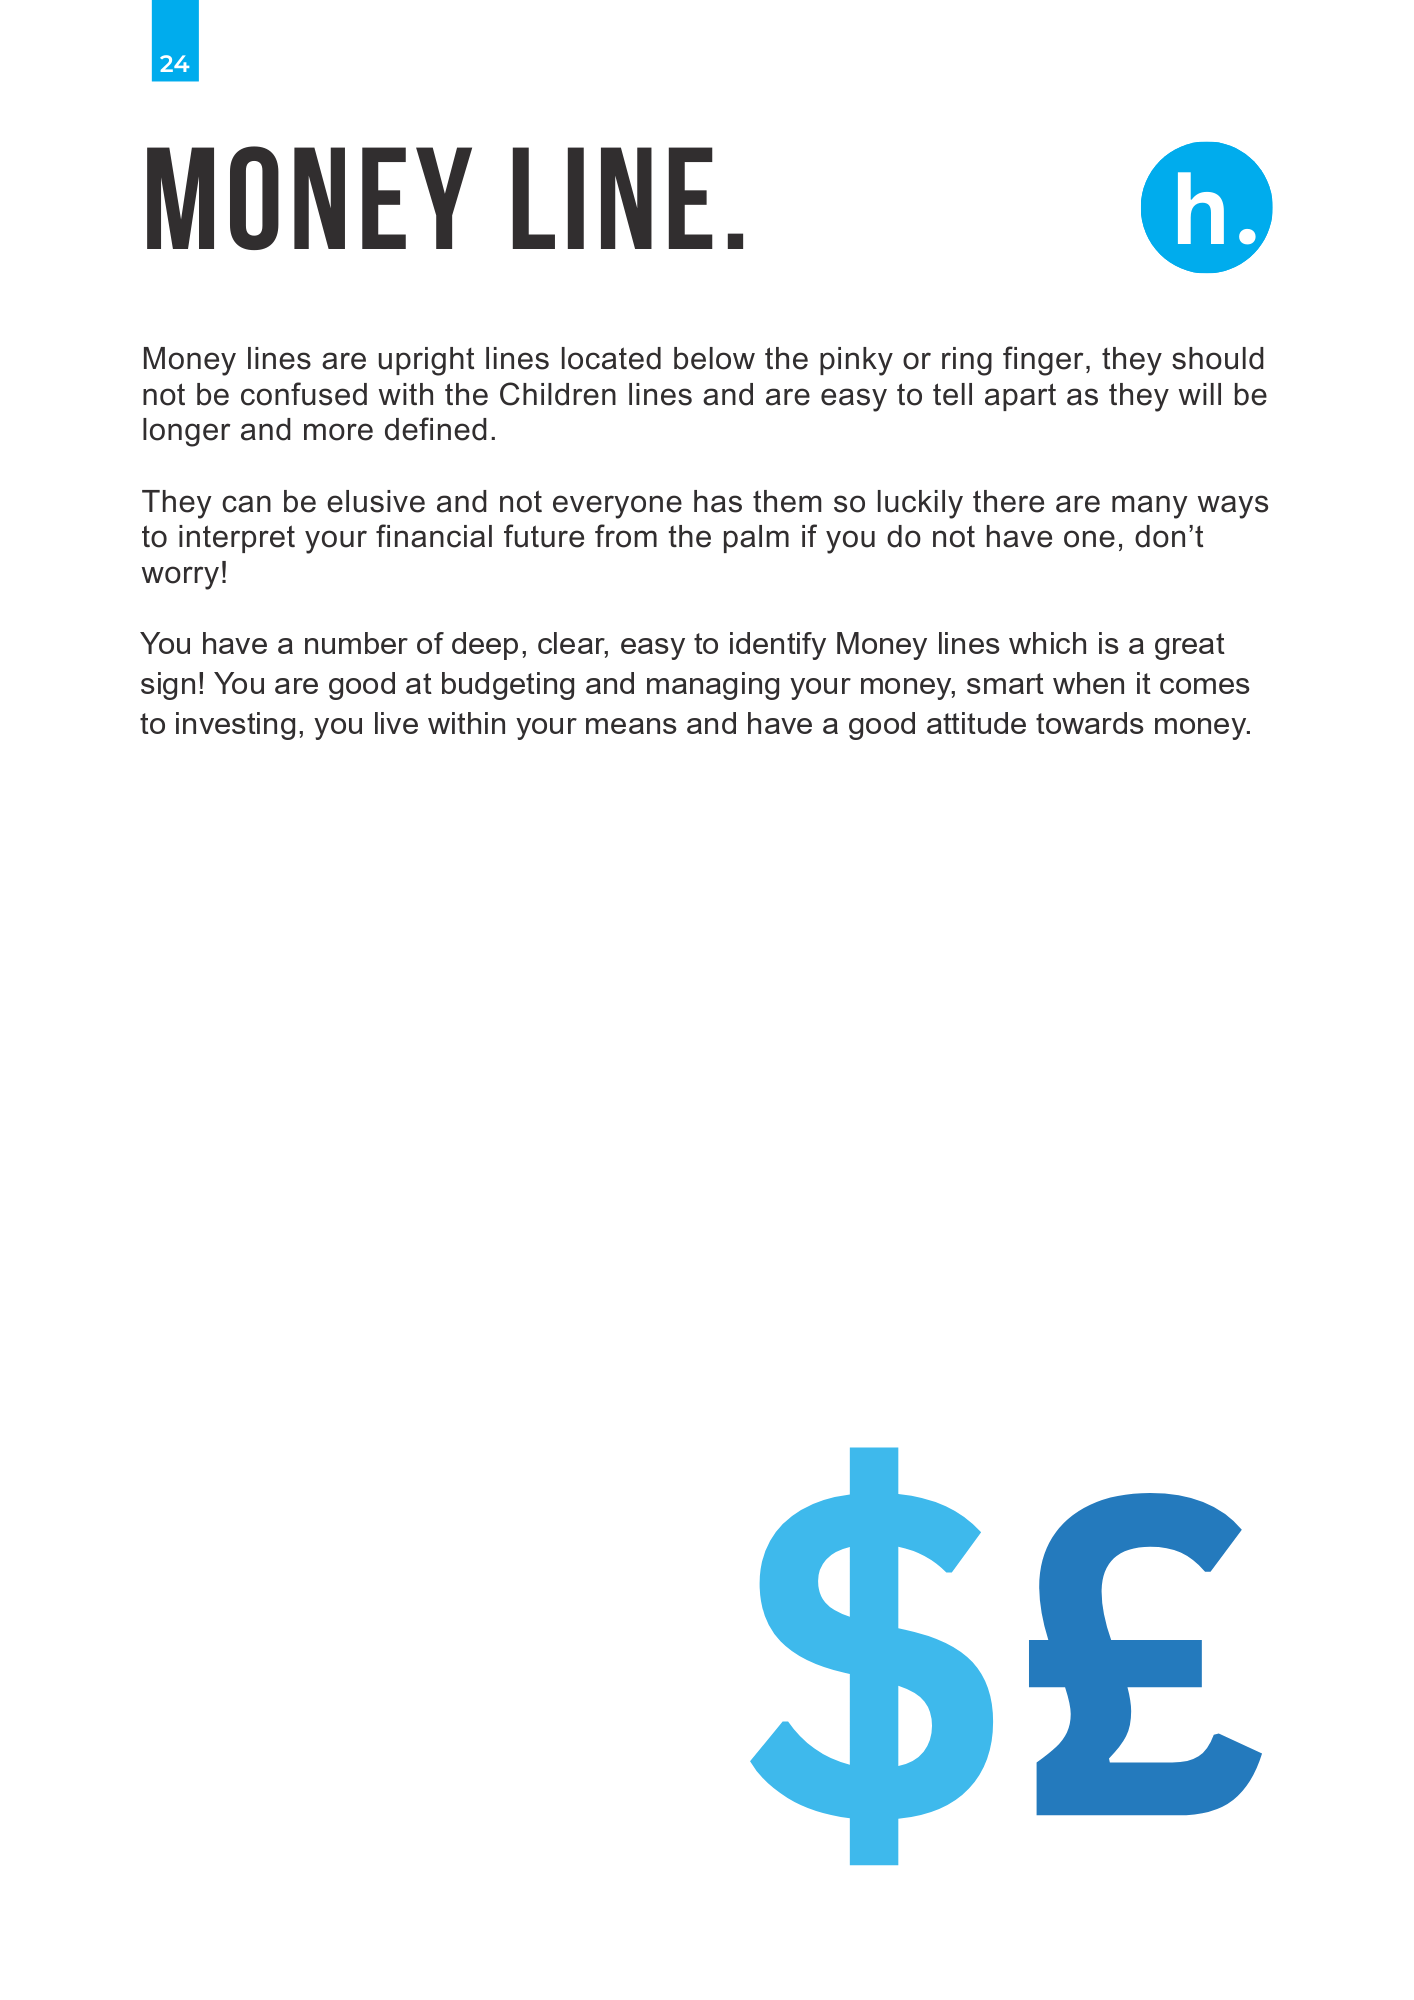 24
MONEY LINE.
h.
Money lines are upright lines located below the pinky or ring finger, they should
not be confused with the Children lines and are easy to tell apart as they will be
longer and more defined.
They can be elusive and not everyone has them so luckily there are many ways
to interpret your financial future from the palm if you do not have one, don’t
worry!
You have a number of deep, clear, easy to identify Money lines which is a great
sign! You are good at budgeting and managing your money, smart when it comes
to investing, you live within your means and have a good attitude towards money.
$£